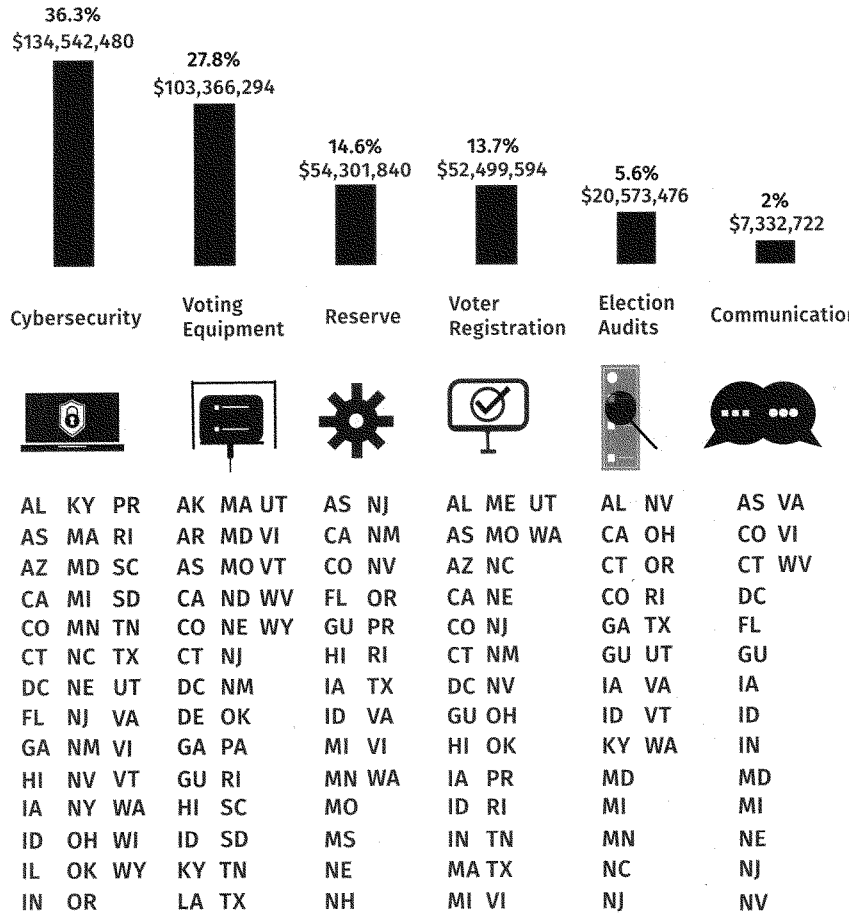 36.3%
$134,542,480
27.8%
$103,366,294
14.6%
$54,301,840
13.7%
$52,499,594
5.6%
$20,573,476
2%
$7,332,722
Cybersecurity
Voting
Equipment
Reserve
Voter
Registration
Election
Audits
Communication
AL KY PR
AS MA RI
AZ MD SC
CA MI SD
CO MN TN
CT NC TX
DC NE UT
FL NJ VA
GA NM VI
HI NV VT
IA NY WA
ID OH WI
IL OK WY
IN OR
AK MA UT
AR MD VI
AS MO VT
CA ND WV
CO NE WY
CT NJ
DC NM
DE OK
GA PA
GU RI
HI SC
ID SD
KY TN
LA TX
AS NJ
CA NM
CO NV
FL OR
GU PR
HI RI
IA TX
ID VA
MI VI
MN WA
MO
MS
NE
NH
AL ME UT
AS MO WA
AZ NC
CA NE
CO NJ
CT NM
DC NV
GU OH
HI OK
IA PR
ID RI
IN TN
MA TX
MI VI
AL NV
CA OH
CT OR
CO RI
GA TX
GU UT
IA VA
ID VT
KY WA
MD
MI
MN
NC
NJ
AS VA
CO VI
CT WV
DC
FL
GU
IA
ID
IN
MD
MI
NE
NJ
NV